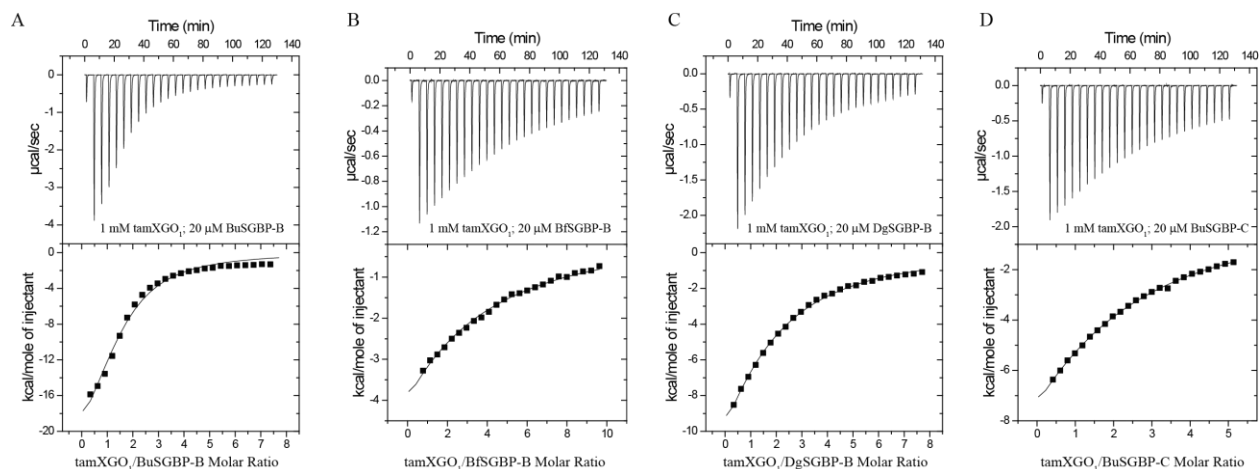 A
Time (min)
0 20 40 60 80 100 120 140
0
-1
-2
-3
-4
µcal/sec
1 mM tamXGO₁; 20 µM BuSGBP-B
0
-4
-8
-12
-16
-20
kcal/mole of injectant
0 1 2 3 4 5 6 7 8
tamXGO₁/BuSGBP-B Molar Ratio
B
Time (min)
0 20 40 60 80 100 120 140
0.0
-0.2
-0.4
-0.6
-0.8
-1.0
-1.2
µcal/sec
1 mM tamXGO₁; 20 µM BfSGBP-B
-1
-2
-3
-4
kcal/mole of injectant
0 2 4 6 8 10
tamXGO₁/BfSGBP-B Molar Ratio
C
Time (min)
0 20 40 60 80 100 120 140
0.0
-0.5
-1.0
-1.5
-2.0
µcal/sec
1 mM tamXGO₁; 20 µM DgSGBP-B
0
-2
-4
-6
-8
-10
kcal/mole of injectant
0 1 2 3 4 5 6 7 8
tamXGO₁/DgSGBP-B Molar Ratio
D
Time (min)
0 20 40 60 80 100 120 140
0.0
-0.5
-1.0
-1.5
-2.0
µcal/sec
1 mM tamXGO₁; 20 µM BuSGBP-C
-2
-4
-6
-8
kcal/mole of injectant
0 1 2 3 4 5
tamXGO₁/BuSGBP-C Molar Ratio